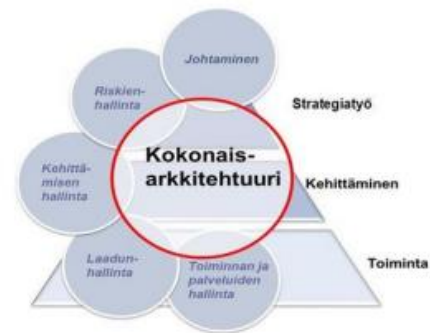 Johtaminen
Riskien-
hallinta
Strategiatyö
Kokonais-
arkkitehtuuri
Kehittä-
misen
hallinta
Kehittäminen
Laadun-
hallinta
Toiminnan ja
palveluiden
hallinta
Toiminta